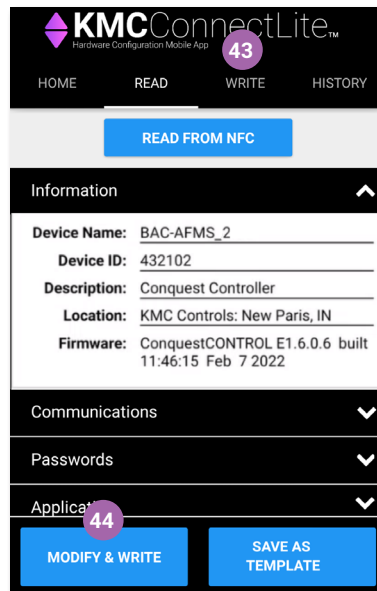 KMCConnectLite™
Hardware Configuration Mobile App
43
HOME READ WRITE HISTORY
READ FROM NFC
Information
Device Name: BAC-AFMS_2
Device ID: 432102
Description: Conquest Controller
Location: KMC Controls: New Paris, IN
Firmware: ConquestCONTROL E1.6.0.6 built
11:46:15 Feb 7 2022
Communications
Passwords
Applicati
44
MODIFY & WRITE
SAVE AS
TEMPLATE